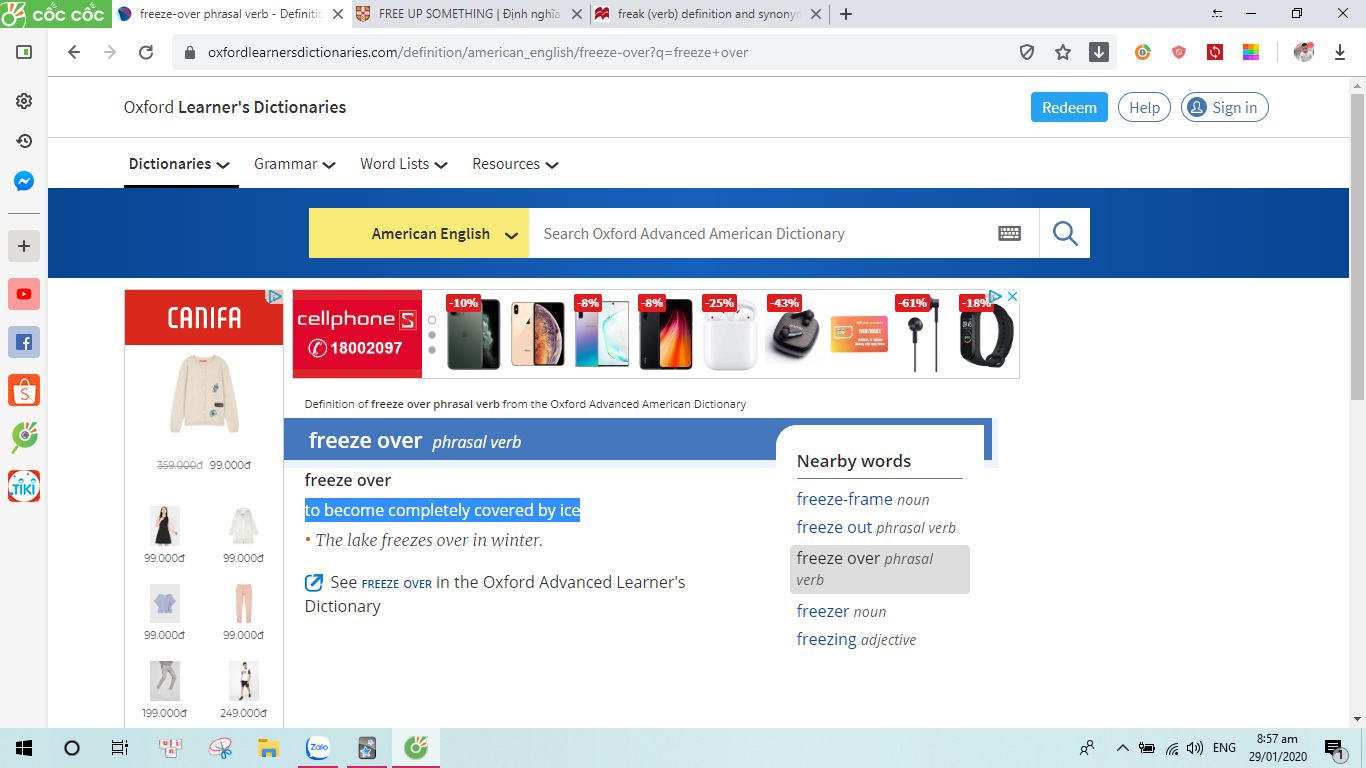 CỐC CỐC
freeze-over phrasal verb - Definitio
FREE UP SOMETHING | Định nghĩa
freak (verb) definition and synonym
oxfordlearnersdictionaries.com/definition/american_english/freeze-over?q=freeze+over
Oxford Learner's Dictionaries
Redeem
Help
Sign in
Dictionaries
Grammar
Word Lists
Resources
American English
Search Oxford Advanced American Dictionary
CANIFA
359.000đ 99.000đ
99.000đ 99.000đ
99.000đ 99.000đ
199.000đ 249.000đ
cellphoneS
18002097
-10% -8% -8% -25% -43% -61% -18%
Definition of freeze over phrasal verb from the Oxford Advanced American Dictionary
freeze over phrasal verb
freeze over
to become completely covered by ice
• The lake freezes over in winter.
See FREEZE OVER in the Oxford Advanced Learner's
Dictionary
Nearby words
freeze-frame noun
freeze out phrasal verb
freeze over phrasal
verb
freezer noun
freezing adjective
TIKI
Zalo
ENG
8:57 am
29/01/2020
1